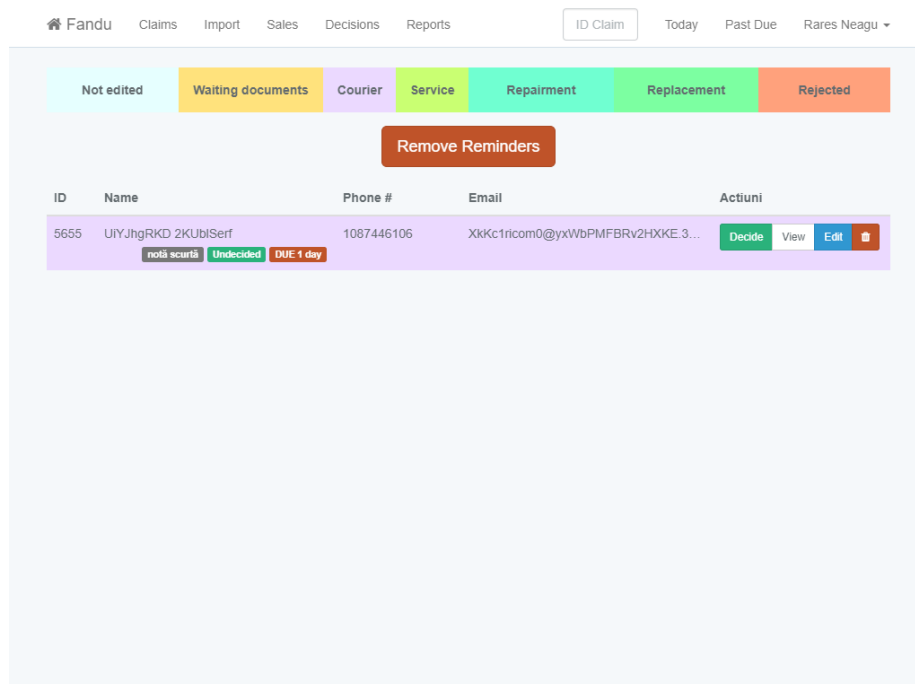 Fandu Claims Import Sales Decisions Reports ID Claim Today Past Due Rares Neagu
Not edited Waiting documents Courier Service Repairment Replacement Rejected
Remove Reminders
ID Name Phone # Email Actiuni
5655 UiYJhgRKD 2KUblSerf 1087446106 XkKc1ricom0@yxWbPMFBRv2HXKE.3... Decide View Edit
notă scurtă Undecided DUE 1 day